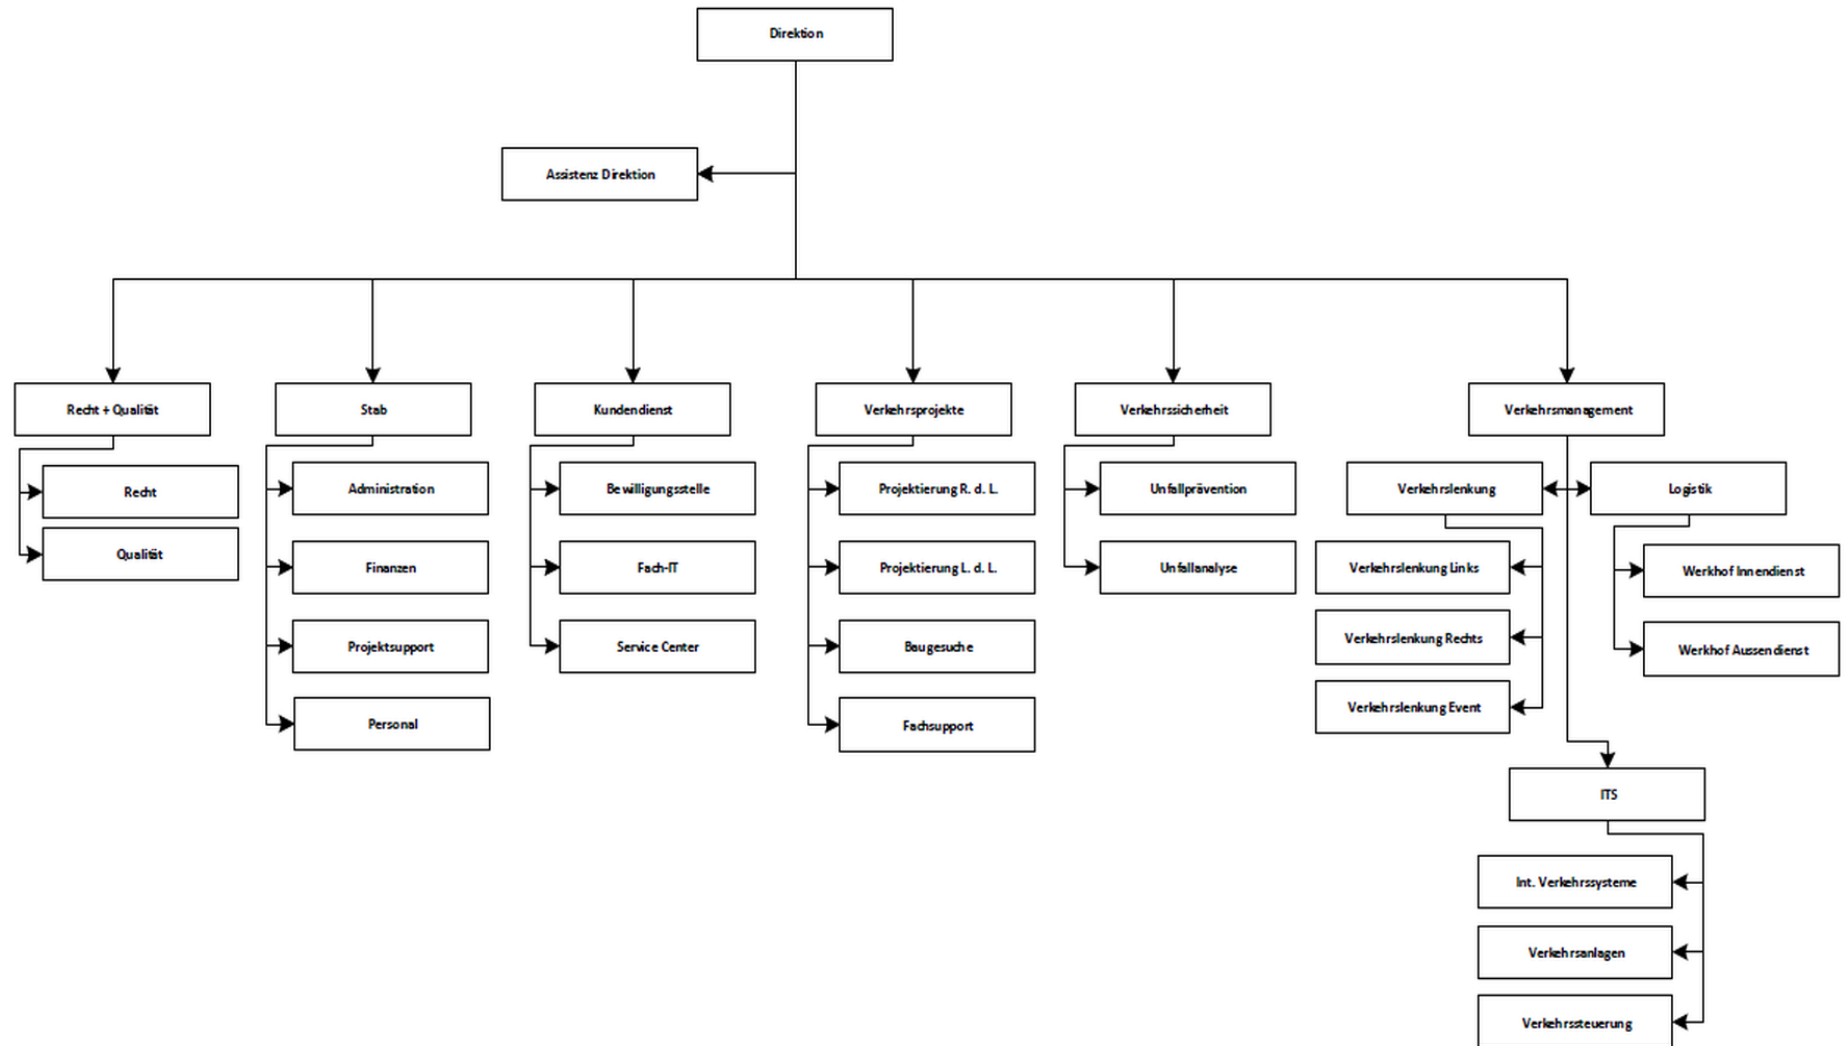 Direktion
Assistenz Direktion
Recht + Qualität
Stab
Kundendienst
Verkehrsprojekte
Verkehrssicherheit
Verkehrsmanagement
Recht
Qualität
Administration
Finanzen
Projektsupport
Personal
Bewilligungsstelle
Fach-IT
Service Center
Projektierung R. d. L.
Projektierung L. d. L.
Baugesuche
Fachsupport
Unfallprävention
Unfallanalyse
Verkehrslenkung
Verkehrslenkung Links
Verkehrslenkung Rechts
Verkehrslenkung Event
Logistik
Werkhof Innendienst
Werkhof Aussendienst
ITS
Int. Verkehrssysteme
Verkehrsanlagen
Verkehrssteuerung